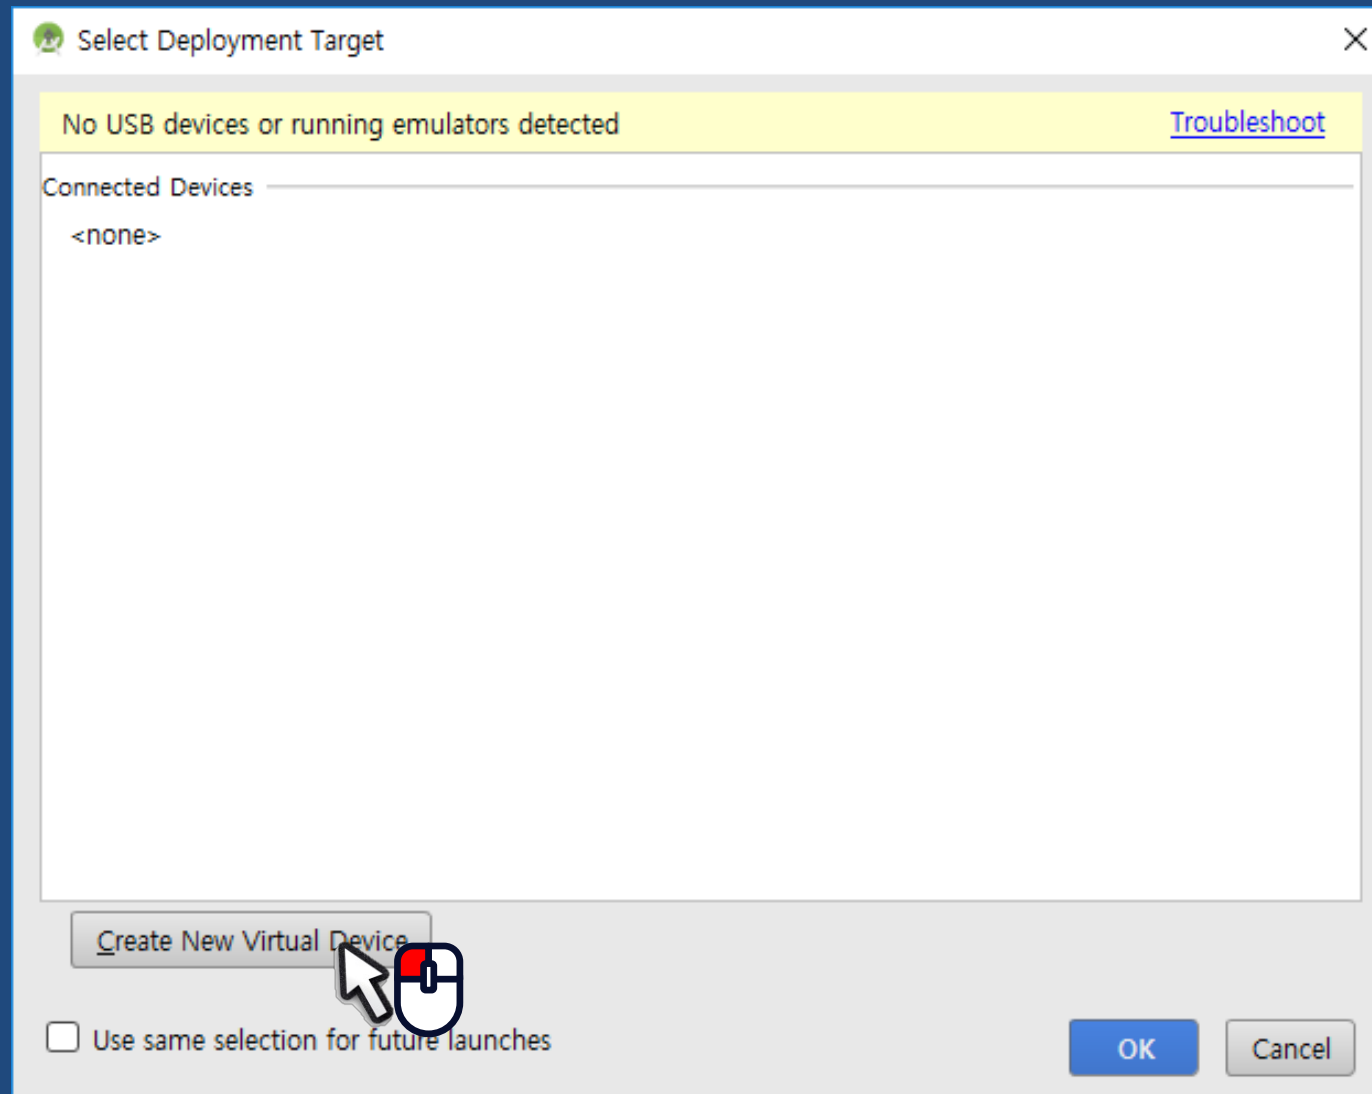 Select Deployment Target
No USB devices or running emulators detected
Troubleshoot
Connected Devices
<none>
Create New Virtual Device
Use same selection for future launches
OK
Cancel